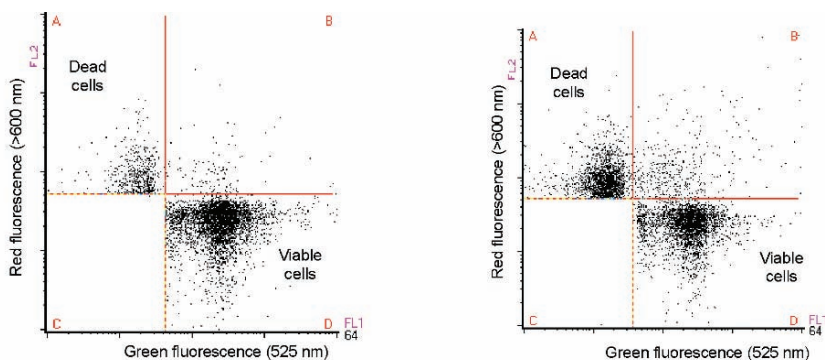 A
B
FL2
Dead
cells
Red fluorescence (>600 nm)
Viable
cells
C
D
FL1
64
Green fluorescence (525 nm)
A
B
FL2
Dead
cells
Red fluorescence (>600 nm)
Viable
cells
C
D
FL1
64
Green fluorescence (525 nm)